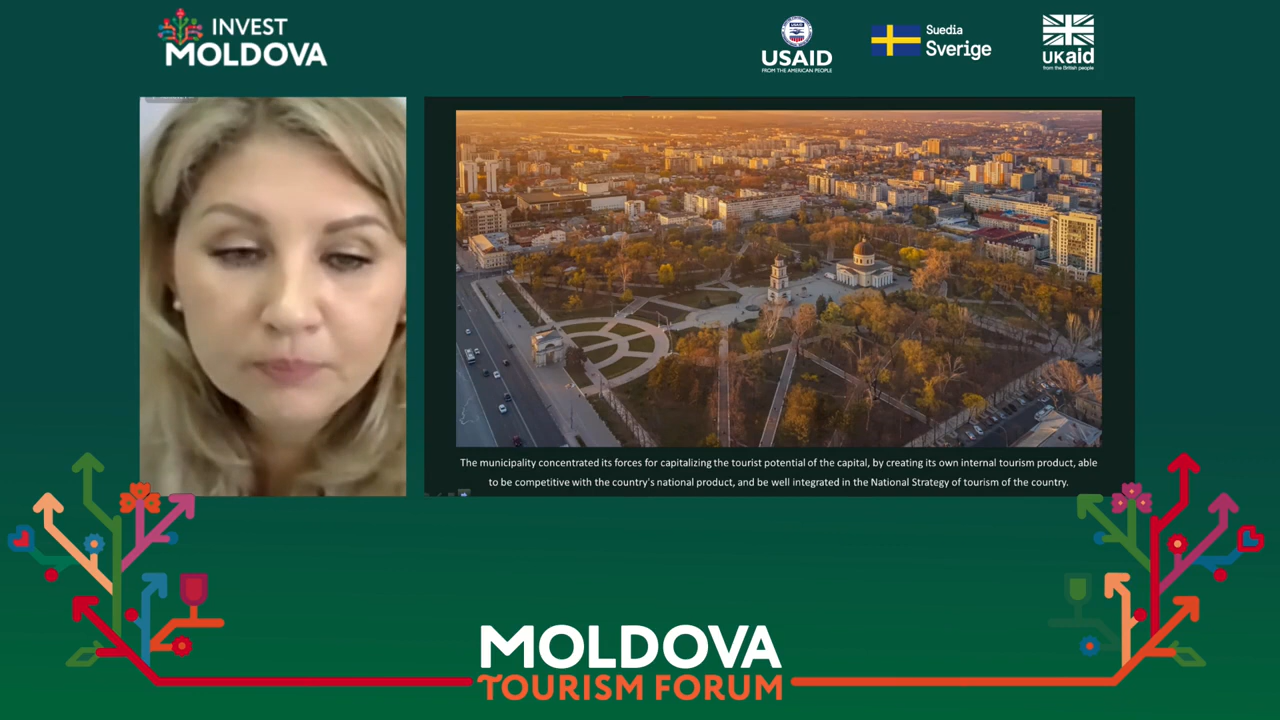 INVEST
MOLDOVA
USAID
FROM THE AMERICAN PEOPLE
Suedia
Sverige
UKaid
from the British people
The municipality concentrated its forces for capitalizing the tourist potential of the capital, by creating its own internal tourism product, able
to be competitive with the country's national product, and be well integrated in the National Strategy of tourism of the country.
MOLDOVA
TOURISM FORUM